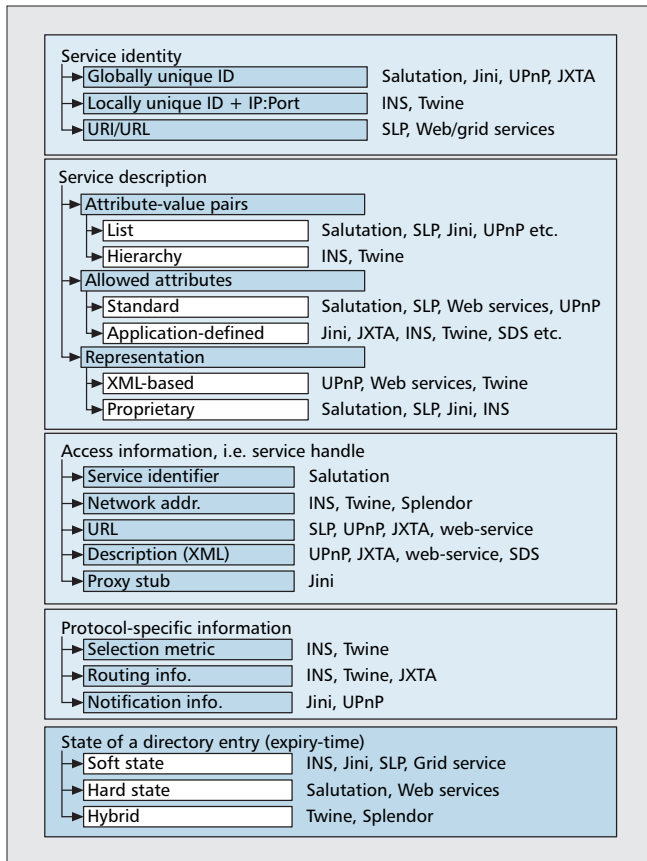 Service identity
Globally unique ID Salutation, Jini, UPnP, JXTA
Locally unique ID + IP:Port INS, Twine
URI/URL SLP, Web/grid services
Service description
Attribute-value pairs
List Salutation, SLP, Jini, UPnP etc.
Hierarchy INS, Twine
Allowed attributes
Standard Salutation, SLP, Web services, UPnP
Application-defined Jini, JXTA, INS, Twine, SDS etc.
Representation
XML-based UPnP, Web services, Twine
Proprietary Salutation, SLP, Jini, INS
Access information, i.e. service handle
Service identifier Salutation
Network addr. INS, Twine, Splendor
URL SLP, UPnP, JXTA, web-service
Description (XML) UPnP, JXTA, web-service, SDS
Proxy stub Jini
Protocol-specific information
Selection metric INS, Twine
Routing info. INS, Twine, JXTA
Notification info. Jini, UPnP
State of a directory entry (expiry-time)
Soft state INS, Jini, SLP, Grid service
Hard state Salutation, Web services
Hybrid Twine, Splendor